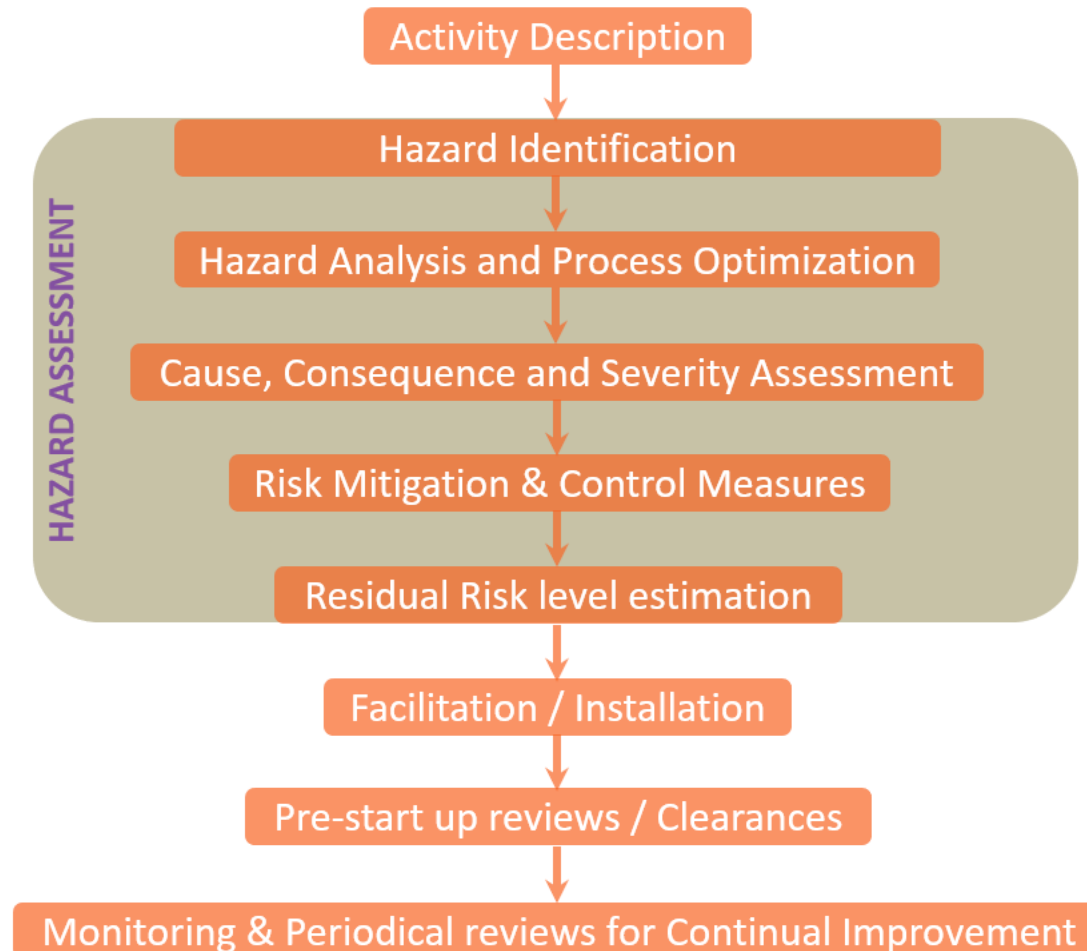 Activity Description
HAZARD ASSESSMENT
Hazard Identification
Hazard Analysis and Process Optimization
Cause, Consequence and Severity Assessment
Risk Mitigation & Control Measures
Residual Risk level estimation
Facilitation / Installation
Pre-start up reviews / Clearances
Monitoring & Periodical reviews for Continual Improvement